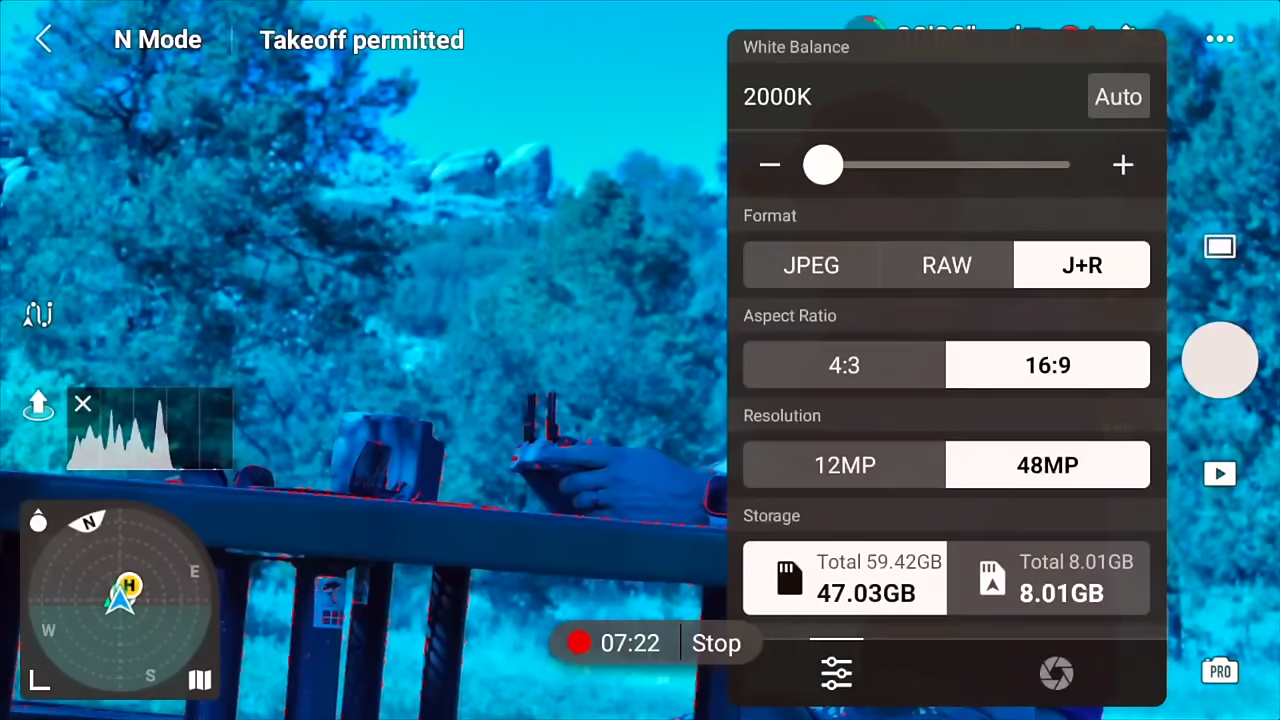 N Mode
Takeoff permitted
White Balance
2000K
Auto
Format
JPEG
RAW
J+R
Aspect Ratio
4:3
16:9
Resolution
12MP
48MP
Storage
Total 59.42GB
47.03GB
Total 8.01GB
8.01GB
N
E
H
W
S
07:22
Stop
PRO